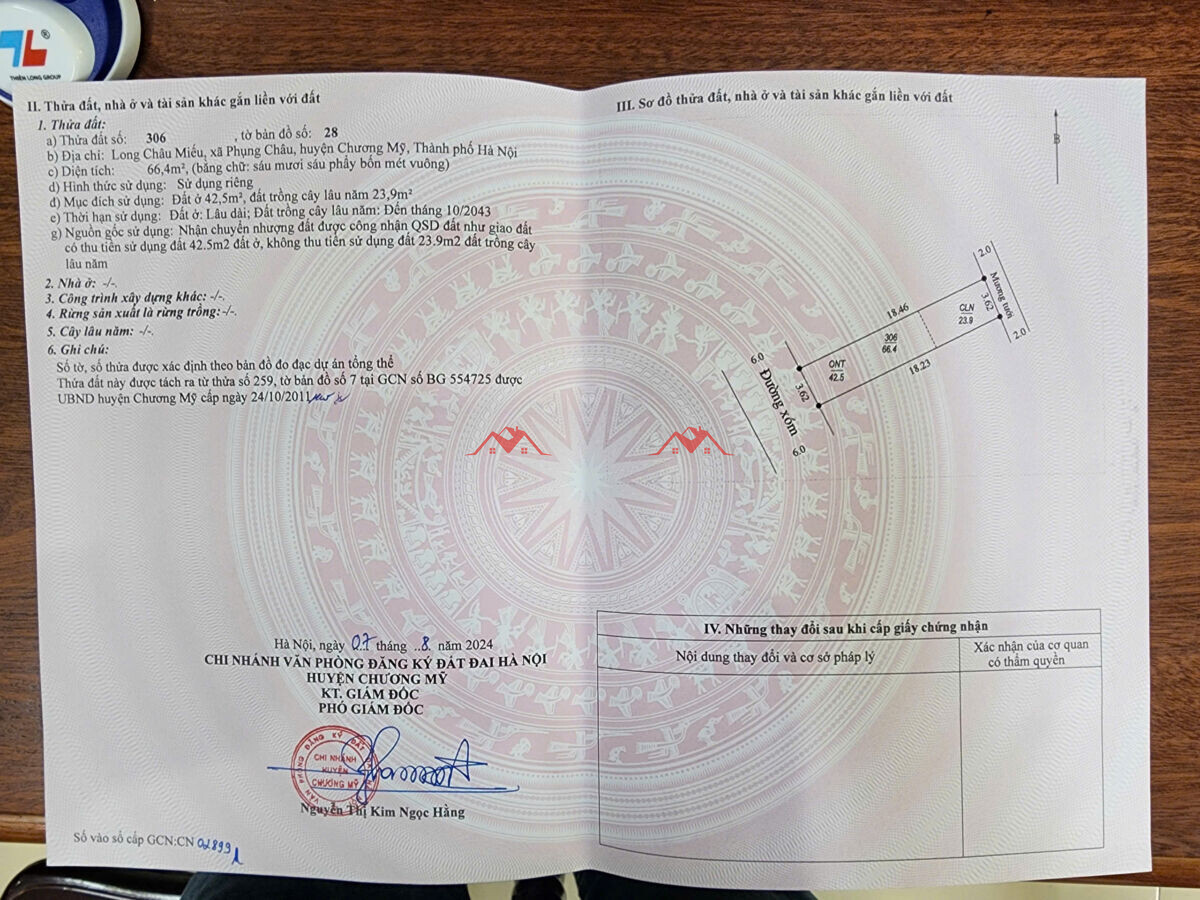 THIEN LONG GROUP
II. Thửa đất, nhà ở và tài sản khác gắn liền với đất
1. Thửa đất:
a) Thửa đất số: 306 , tờ bản đồ số: 28
b) Địa chỉ: Long Châu Miếu, xã Phụng Châu, huyện Chương Mỹ, Thành phố Hà Nội
c) Diện tích: 66,4m², (bằng chữ: sáu mươi sáu phẩy bốn mét vuông)
d) Hình thức sử dụng: Sử dụng riêng
đ) Mục đích sử dụng: Đất ở 42,5m², đất trồng cây lâu năm 23,9m²
e) Thời hạn sử dụng: Đất ở: Lâu dài; Đất trồng cây lâu năm: Đến tháng 10/2043
g) Nguồn gốc sử dụng: Nhận chuyển nhượng đất được công nhận QSD đất như giao đất
có thu tiền sử dụng đất 42.5m2 đất ở, không thu tiền sử dụng đất 23.9m2 đất trồng cây
lâu năm
2. Nhà ở: -/-.
3. Công trình xây dựng khác: -/-.
4. Rừng sản xuất là rừng trồng: -/-.
5. Cây lâu năm: -/-.
6. Ghi chú:
Số tờ, số thửa được xác định theo bản đồ đo đạc dự án tổng thể
Thửa đất này được tách ra từ thửa số 259, tờ bản đồ số 7 tại GCN số BG 554725 được
UBND huyện Chương Mỹ cấp ngày 24/10/2011
Hà Nội, ngày 07 tháng ..8. năm 2024
CHI NHÁNH VĂN PHÒNG ĐĂNG KÝ ĐẤT ĐAI HÀ NỘI
HUYỆN CHƯƠNG MỸ
KT. GIÁM ĐỐC
PHÓ GIÁM ĐỐC
VĂN PHÒNG ĐĂNG KÝ ĐẤT
CHI NHÁNH
HUYỆN
CHƯƠNG MỸ
Nguyễn Thị Kim Ngọc Hằng
Số vào sổ cấp GCN:CN 02899
III. Sơ đồ thửa đất, nhà ở và tài sản khác gắn liền với đất
B
2.0
Mương tưới
3.62
2.0
18.46
CLN
23.9
306
66.4
18.23
ONT
42.5
3.62
6.0
Đường xóm
6.0
IV. Những thay đổi sau khi cấp giấy chứng nhận
Nội dung thay đổi và cơ sở pháp lý
Xác nhận của cơ quan
có thẩm quyền